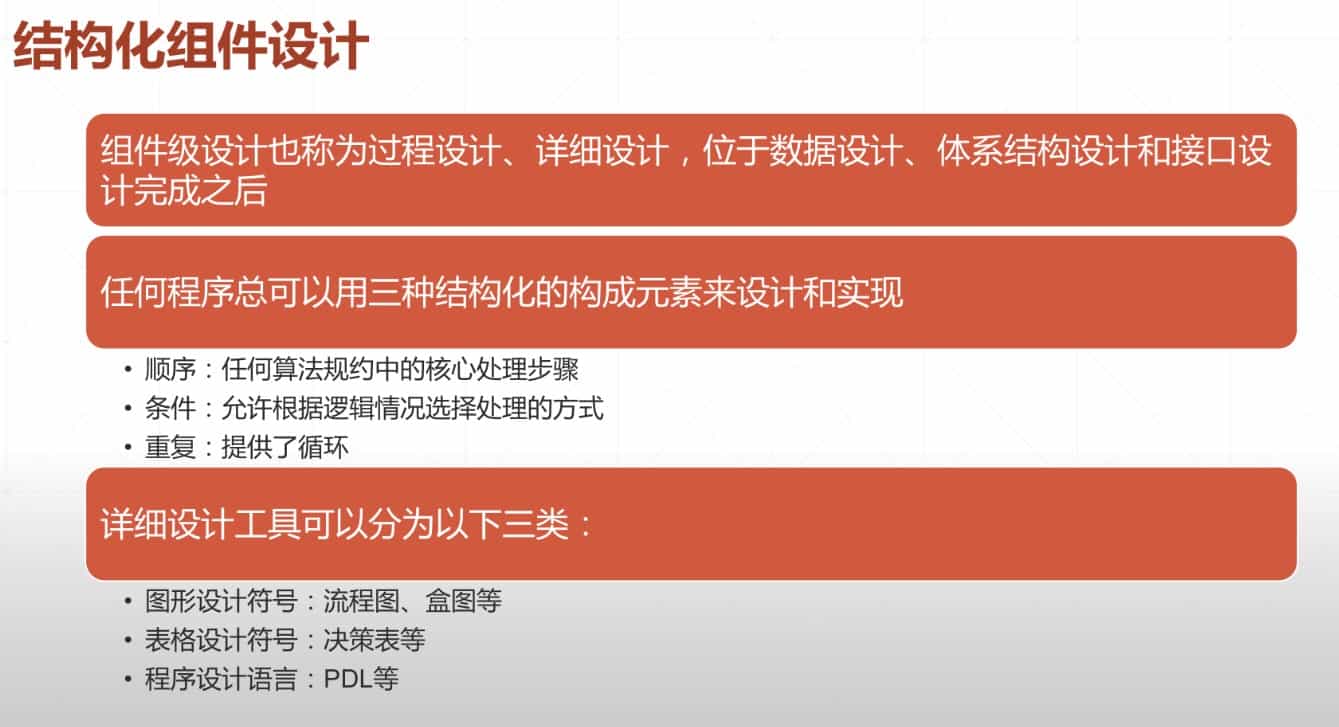 结构化组件设计
组件级设计也称为过程设计、详细设计，位于数据设计、体系结构设计和接口设
计完成之后
任何程序总可以用三种结构化的构成元素来设计和实现
• 顺序：任何算法规约中的核心处理步骤
• 条件：允许根据逻辑情况选择处理的方式
• 重复：提供了循环
详细设计工具可以分为以下三类：
• 图形设计符号：流程图、盒图等
• 表格设计符号：决策表等
• 程序设计语言：PDL等